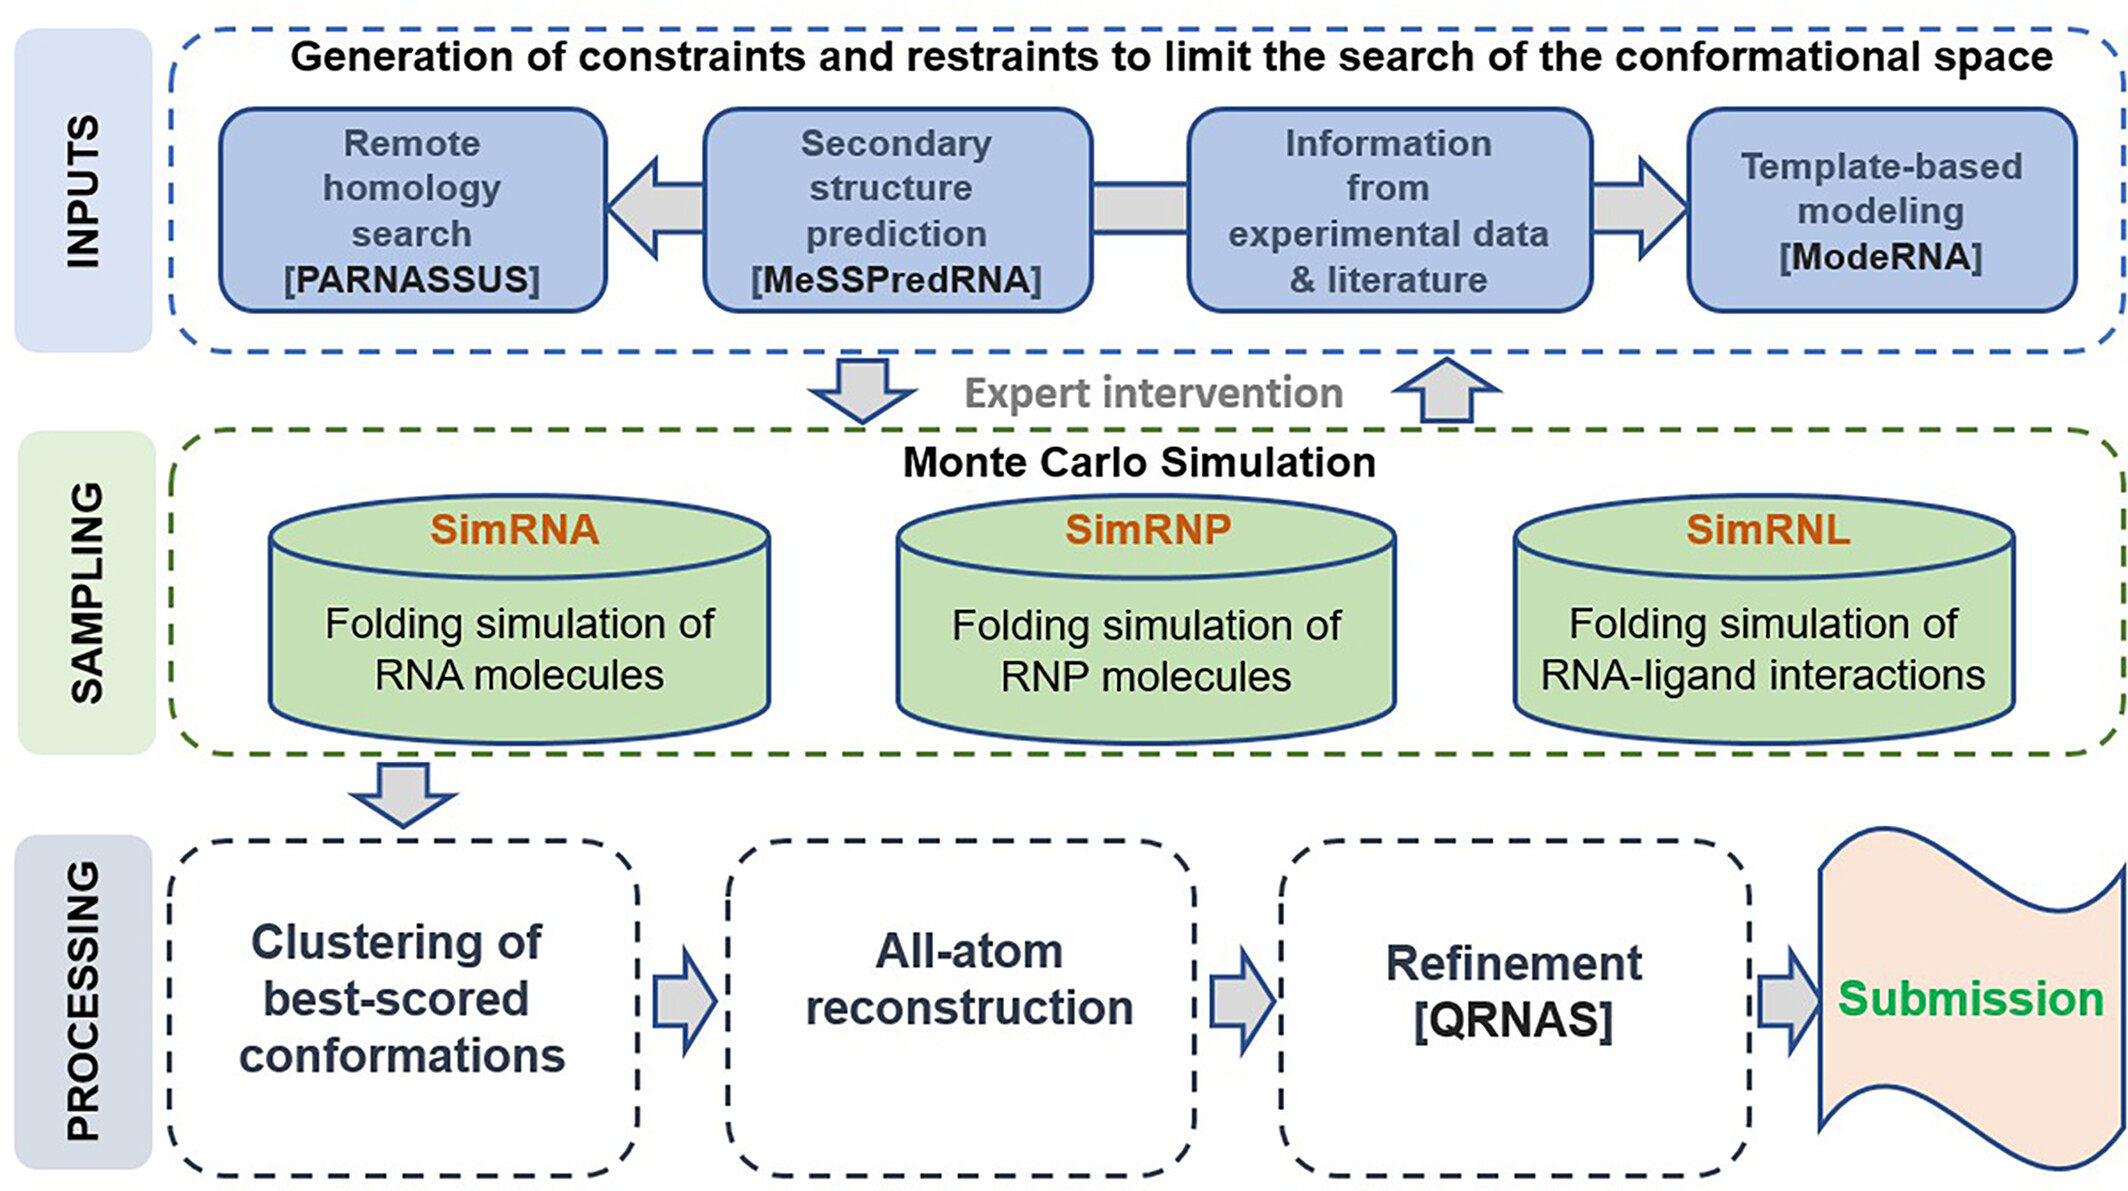 INPUTS
Generation of constraints and restraints to limit the search of the conformational space
Remote
homology
search
[PARNASSUS]
Secondary
structure
prediction
[MeSSPredRNA]
Information
from
experimental data
& literature
Template-based
modeling
[ModeRNA]
Expert intervention
SAMPLING
Monte Carlo Simulation
SimRNA
Folding simulation of
RNA molecules
SimRNP
Folding simulation of
RNP molecules
SimRNL
Folding simulation of
RNA-ligand interactions
PROCESSING
Clustering of
best-scored
conformations
All-atom
reconstruction
Refinement
[QRNAS]
Submission